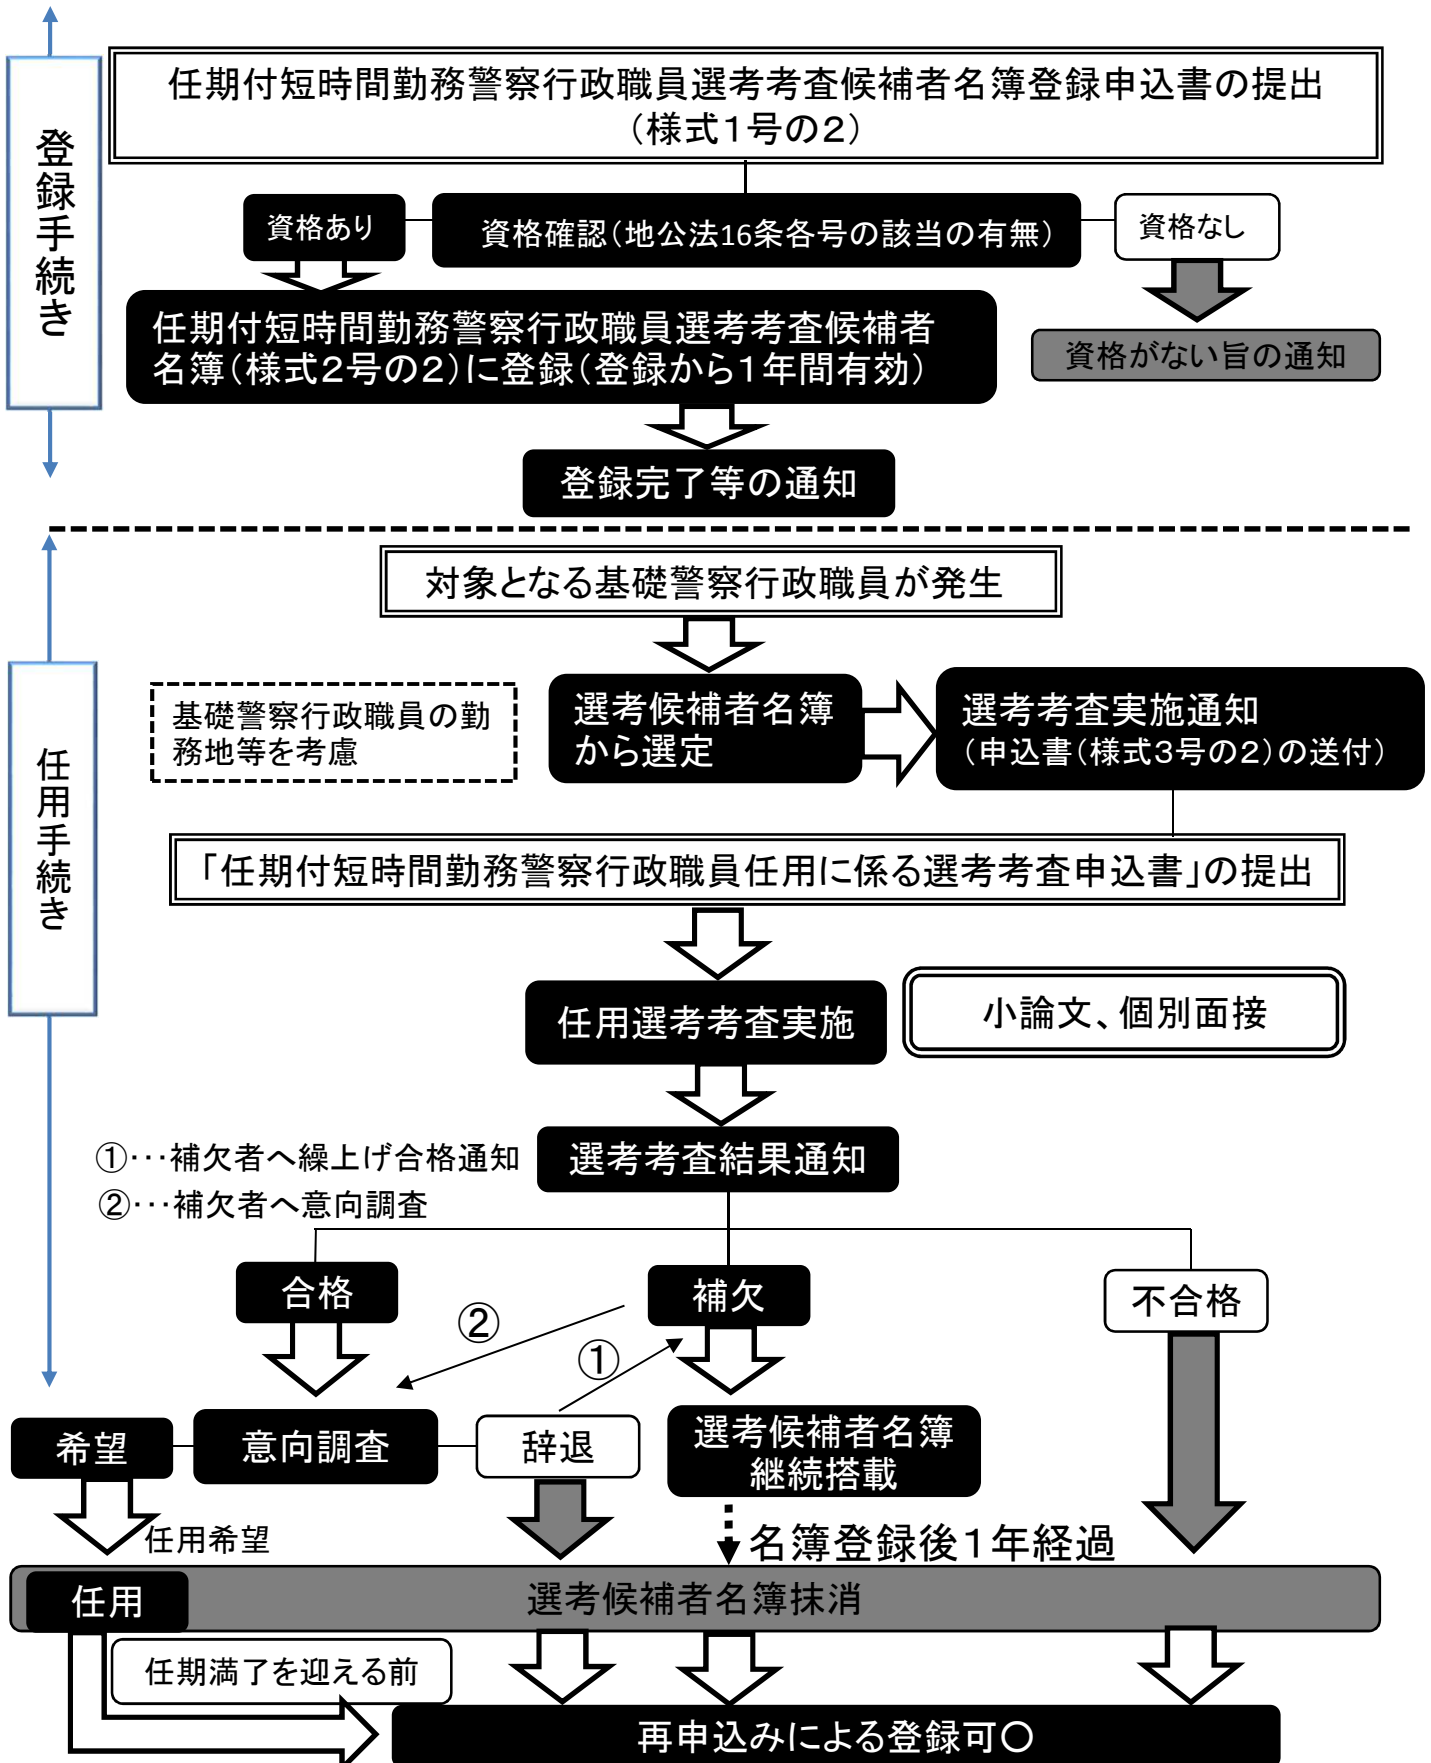 登録手続き
任期付短時間勤務警察行政職員選考考査候補者名簿登録申込書の提出
（様式１号の２）
資格あり
資格確認（地公法16条各号の該当の有無）
資格なし
任期付短時間勤務警察行政職員選考考査候補者
名簿（様式２号の２）に登録（登録から１年間有効）
資格がない旨の通知
登録完了等の通知
任用手続き
対象となる基礎警察行政職員が発生
基礎警察行政職員の勤
務地等を考慮
選考候補者名簿
から選定
選考考査実施通知
（申込書（様式３号の２）の送付）
「任期付短時間勤務警察行政職員任用に係る選考考査申込書」の提出
任用選考考査実施
小論文、個別面接
①･･･補欠者へ繰上げ合格通知
②･･･補欠者へ意向調査
選考考査結果通知
合格
補欠
不合格
②
①
希望
意向調査
辞退
選考候補者名簿
継続搭載
任用希望
名簿登録後１年経過
任用
選考候補者名簿抹消
任期満了を迎える前
再申込みによる登録可〇